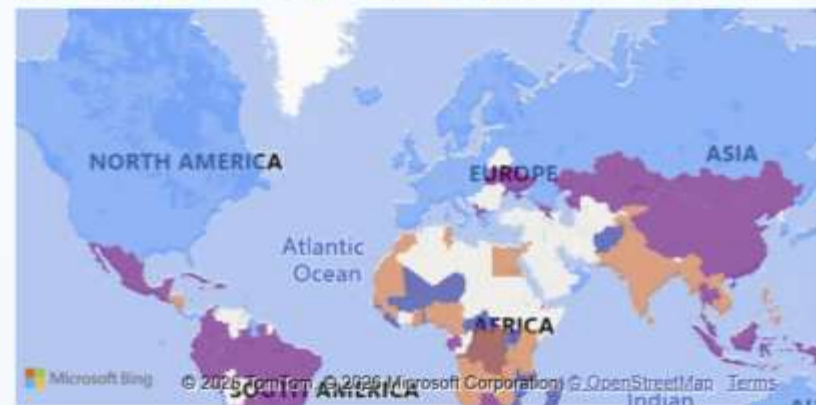 NORTH AMERICA
EUROPE
ASIA
Atlantic
Ocean
AFRICA
Microsoft Bing
© 2026 TomTom, © 2026 Microsoft Corporation, © OpenStreetMap Terms
SOUTH AMERICA
Indian